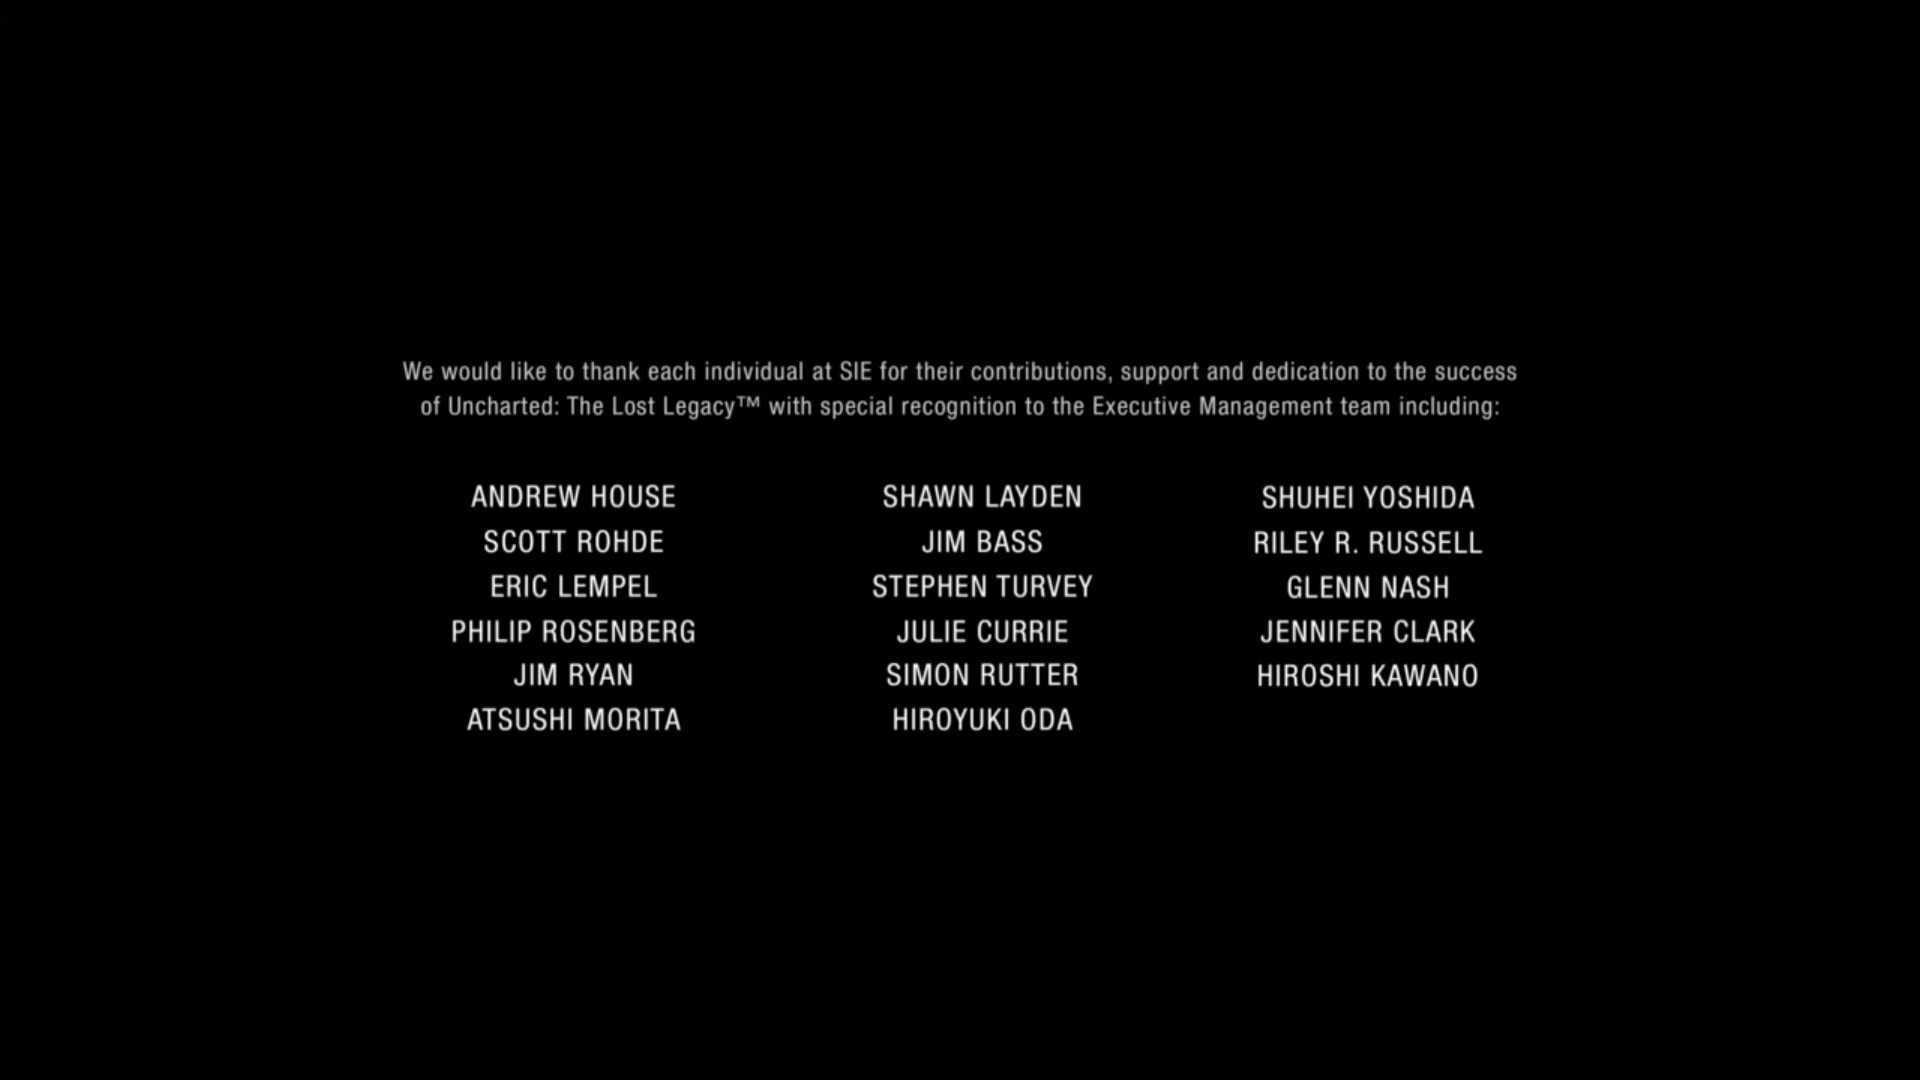 We would like to thank each individual at SIE for their contributions, support and dedication to the success
of Uncharted: The Lost Legacy™ with special recognition to the Executive Management team including:
ANDREW HOUSE SHAWN LAYDEN SHUHEI YOSHIDA
SCOTT ROHDE JIM BASS RILEY R. RUSSELL
ERIC LEMPEL STEPHEN TURVEY GLENN NASH
PHILIP ROSENBERG JULIE CURRIE JENNIFER CLARK
JIM RYAN SIMON RUTTER HIROSHI KAWANO
ATSUSHI MORITA HIROYUKI ODA